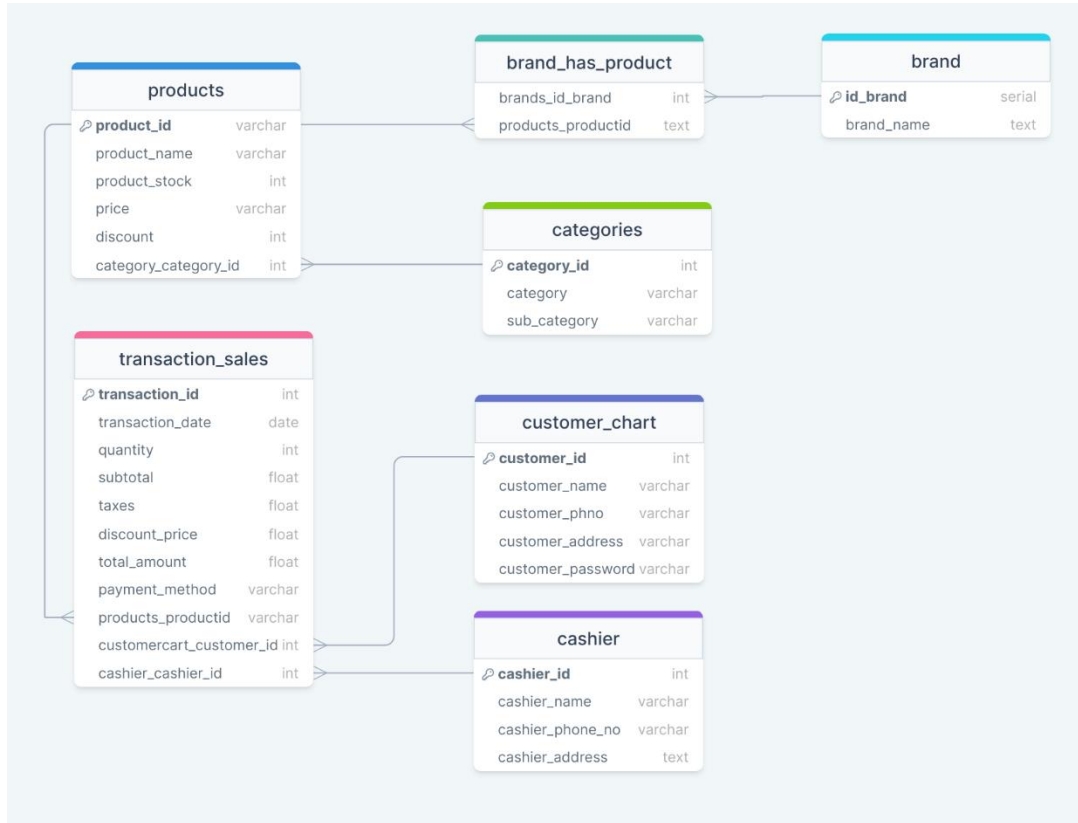 products
product_id varchar
product_name varchar
product_stock int
price varchar
discount int
category_category_id int
brand_has_product
brands_id_brand int
products_productid text
brand
id_brand serial
brand_name text
categories
category_id int
category varchar
sub_category varchar
transaction_sales
transaction_id int
transaction_date date
quantity int
subtotal float
taxes float
discount_price float
total_amount float
payment_method varchar
products_productid varchar
customercart_customer_id int
cashier_cashier_id int
customer_chart
customer_id int
customer_name varchar
customer_phno varchar
customer_address varchar
customer_password varchar
cashier
cashier_id int
cashier_name varchar
cashier_phone_no varchar
cashier_address text